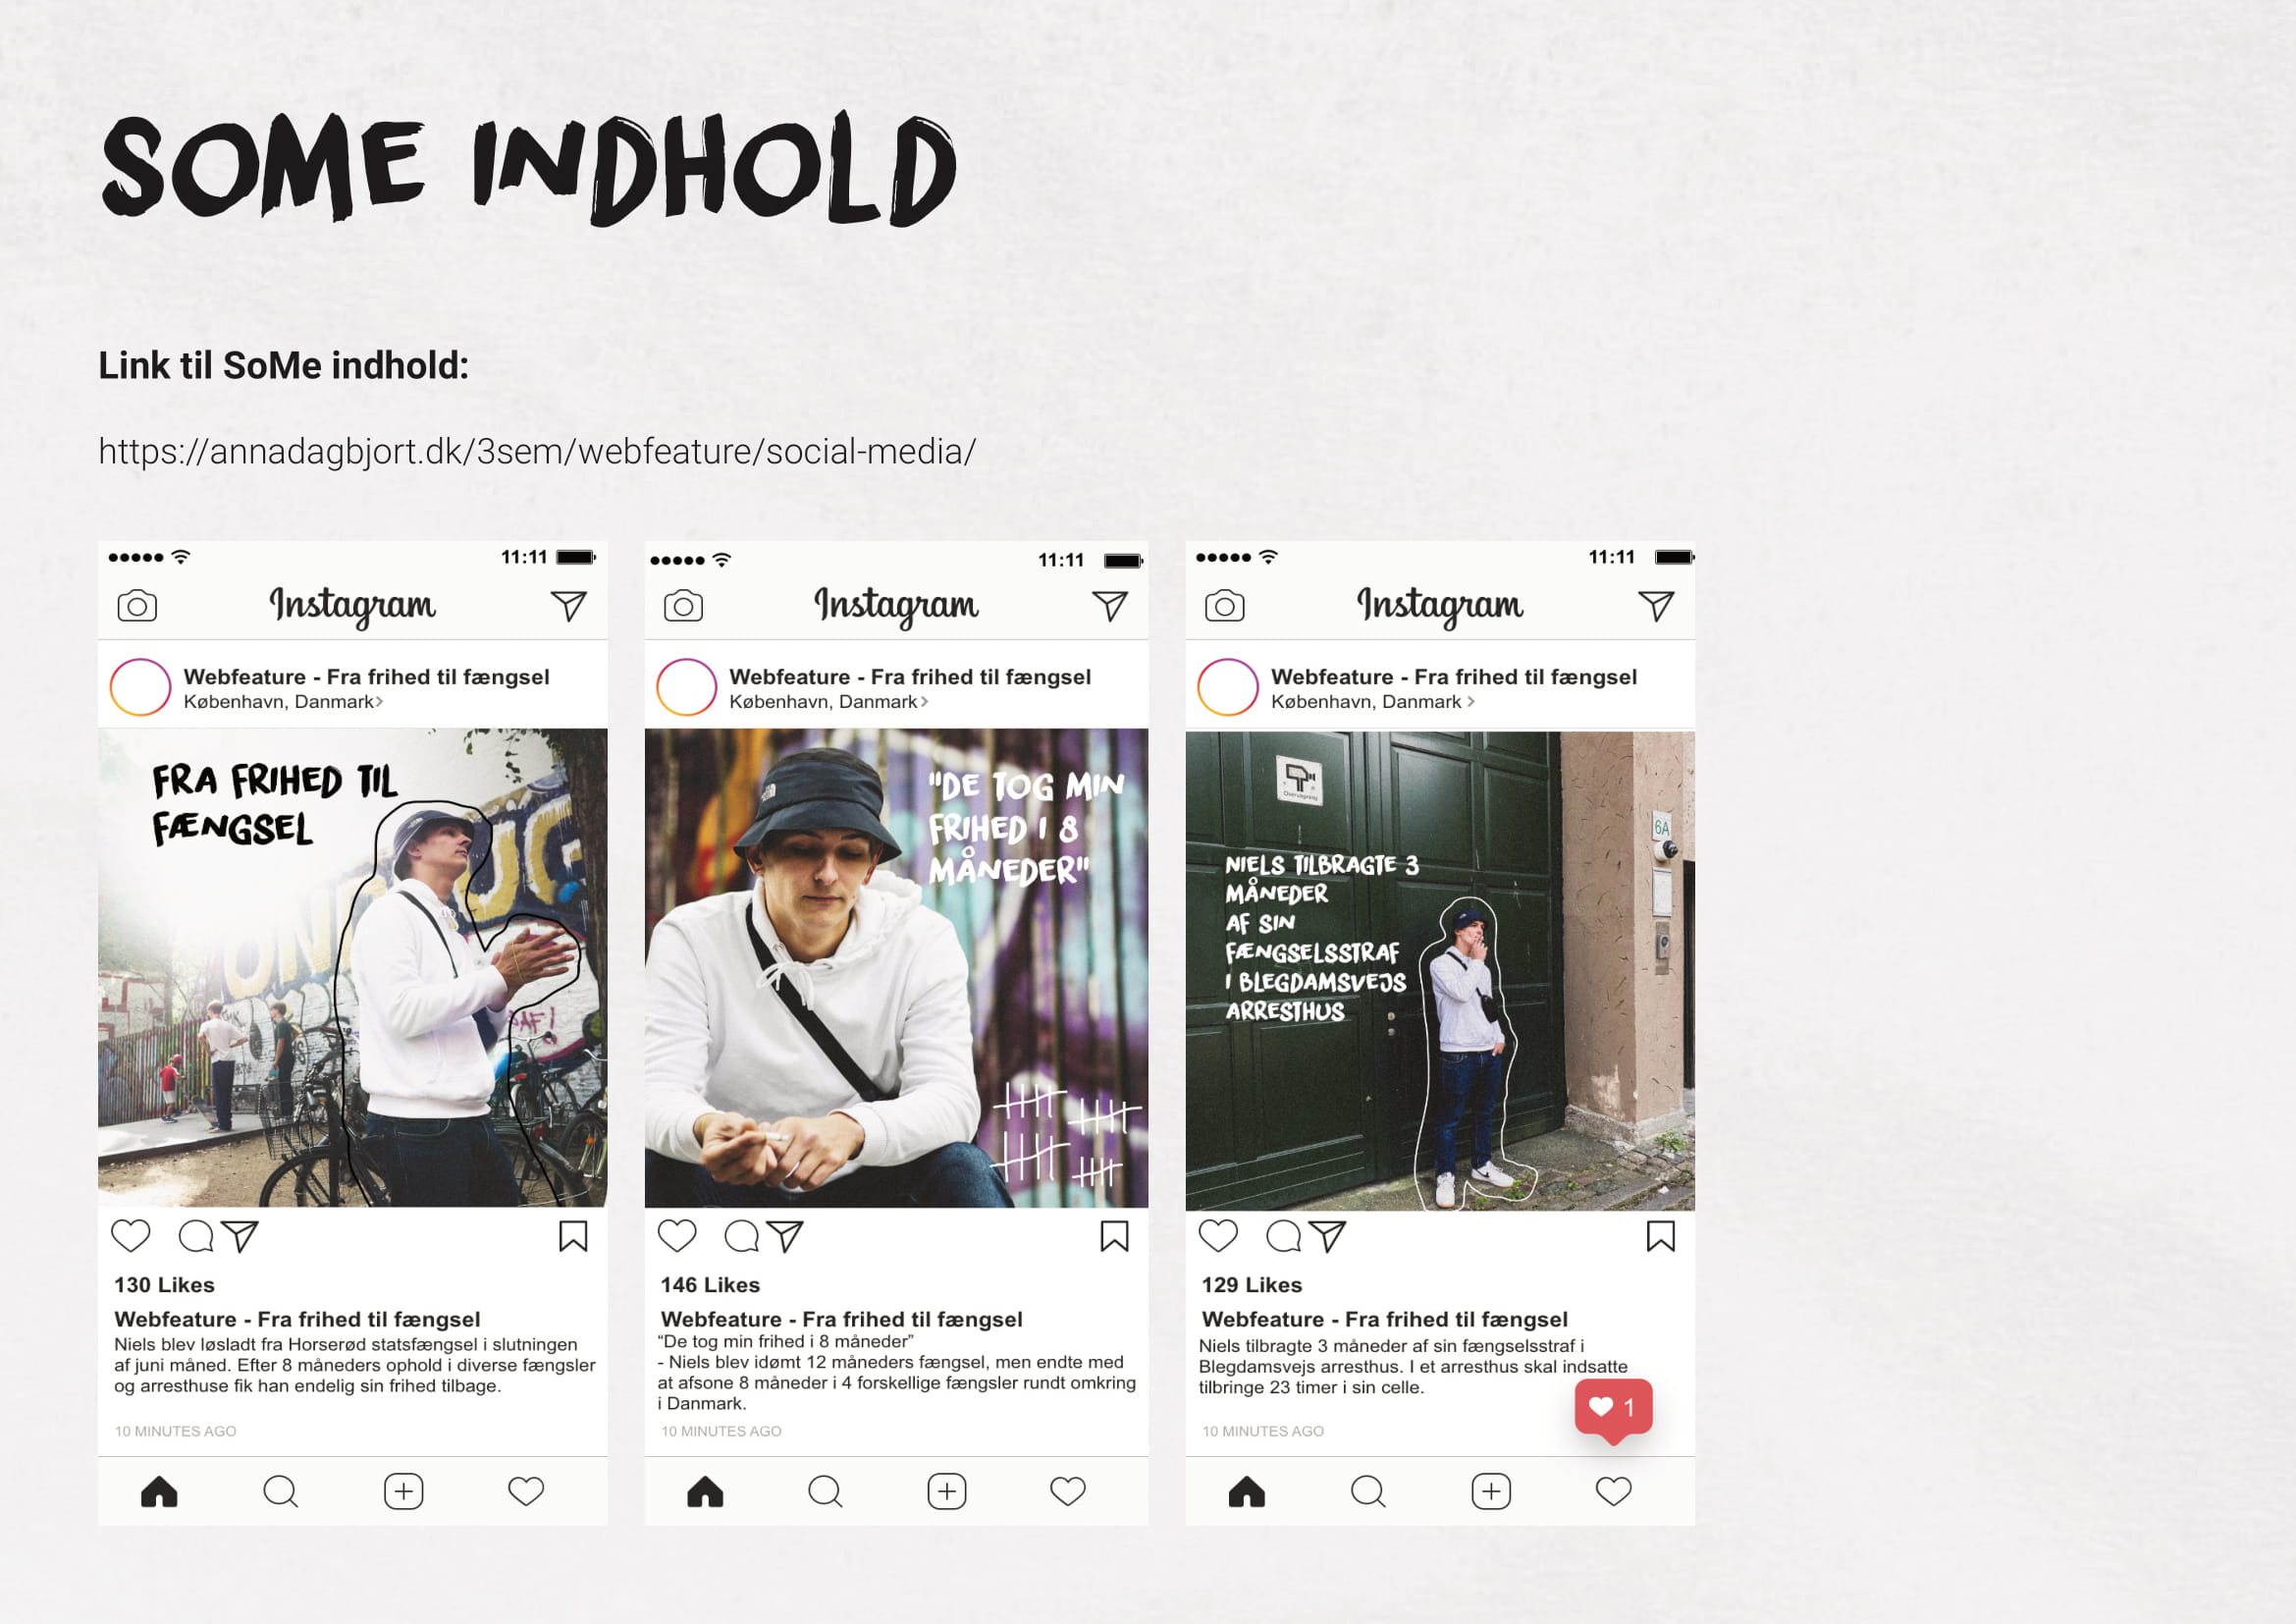 SOME INDHOLD
Link til SoMe indhold:
https://annadagbjort.dk/3sem/webfeature/social-media/
11:11
Instagram
Webfeature - Fra frihed til fængsel
København, Danmark>
FRA FRIHED TIL
FÆNGSEL
130 Likes
Webfeature - Fra frihed til fængsel
Niels blev løsladt fra Horserød statsfængsel i slutningen
af juni måned. Efter 8 måneders ophold i diverse fængsler
og arresthuse fik han endelig sin frihed tilbage.
10 MINUTES AGO
11:11
Instagram
Webfeature - Fra frihed til fængsel
København, Danmark>
"DE TOG MIN
FRIHED I 8
MÅNEDER"
146 Likes
Webfeature - Fra frihed til fængsel
“De tog min frihed i 8 måneder”
- Niels blev idømt 12 måneders fængsel, men endte med
at afsone 8 måneder i 4 forskellige fængsler rundt omkring
i Danmark.
10 MINUTES AGO
11:11
Instagram
Webfeature - Fra frihed til fængsel
København, Danmark >
Overvågning
6A
NIELS TILBRAGTE 3
MÅNEDER
AF SIN
FÆNGSELSSTRAF
I BLEGDAMSVEJS
ARRESTHUS
129 Likes
Webfeature - Fra frihed til fængsel
Niels tilbragte 3 måneder af sin fængselsstraf i
Blegdamsvejs arresthus. I et arresthus skal indsatte
tilbringe 23 timer i sin celle.
1
10 MINUTES AGO